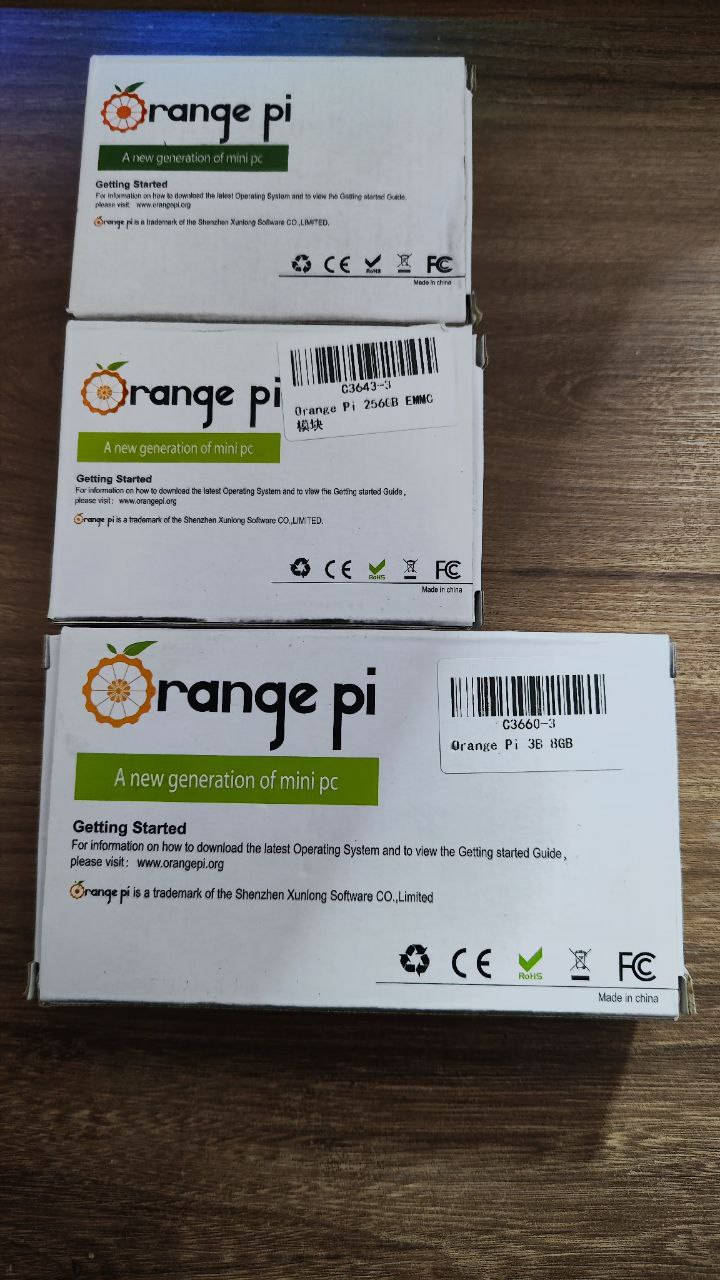 Orange pi
A new generation of mini pc
Getting Started
For information on how to download the latest Operating System and to view the Getting started Guide,
please visit: www.orangepi.org
Orange pi is a trademark of the Shenzhen Xunlong Software CO.,LIMITED.
CE RoHS FC
Made in china
Orange pi
C3643-3
Orange Pi 256GB EMMC
模块
A new generation of mini pc
Getting Started
For information on how to download the latest Operating System and to view the Getting started Guide,
please visit: www.orangepi.org
Orange pi is a trademark of the Shenzhen Xunlong Software CO.,LIMITED.
CE RoHS FC
Made in china
Orange pi
C3660-3
Orange Pi 3B 8GB
A new generation of mini pc
Getting Started
For information on how to download the latest Operating System and to view the Getting started Guide,
please visit: www.orangepi.org
Orange pi is a trademark of the Shenzhen Xunlong Software CO.,Limited
CE RoHS FC
Made in china